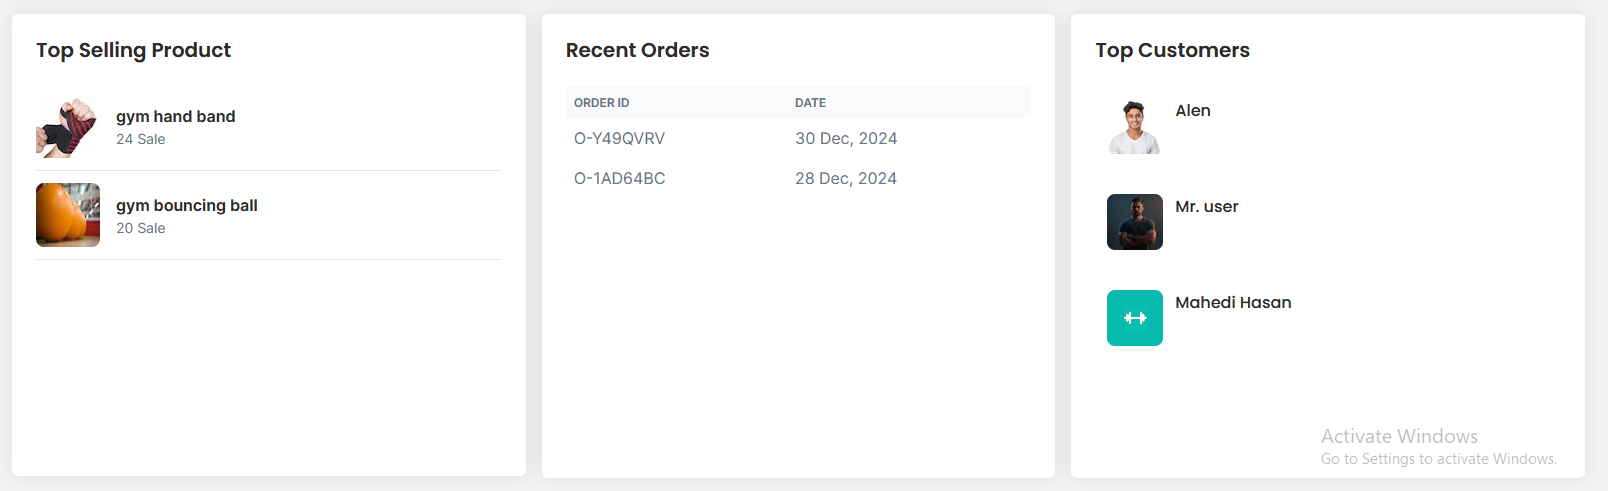 Top Selling Product
gym hand band
24 Sale
gym bouncing ball
20 Sale
Recent Orders
ORDER ID DATE
O-Y49QVRV 30 Dec, 2024
O-1AD64BC 28 Dec, 2024
Top Customers
Alen
Mr. user
Mahedi Hasan
Activate Windows
Go to Settings to activate Windows.